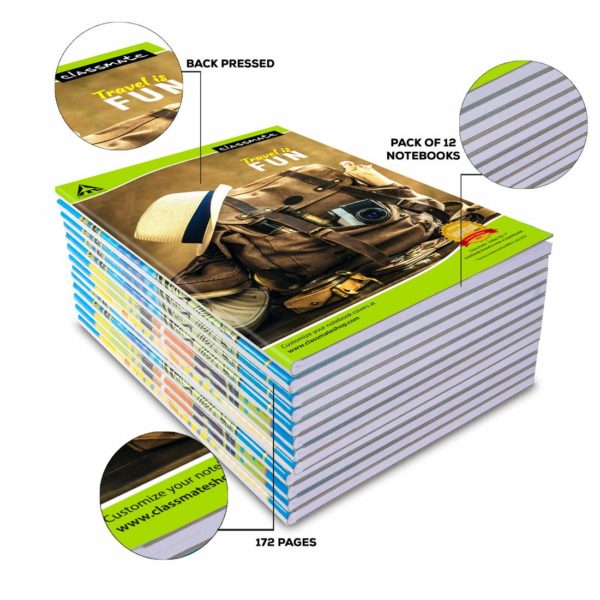 classmate
Travel is
FUN
BACK PRESSED
PACK OF 12
NOTEBOOKS
classmate
Travel is
FUN
Customize your notebook covers at
www.classmateshop.com
Customize your note
www.classmatesho
172 PAGES